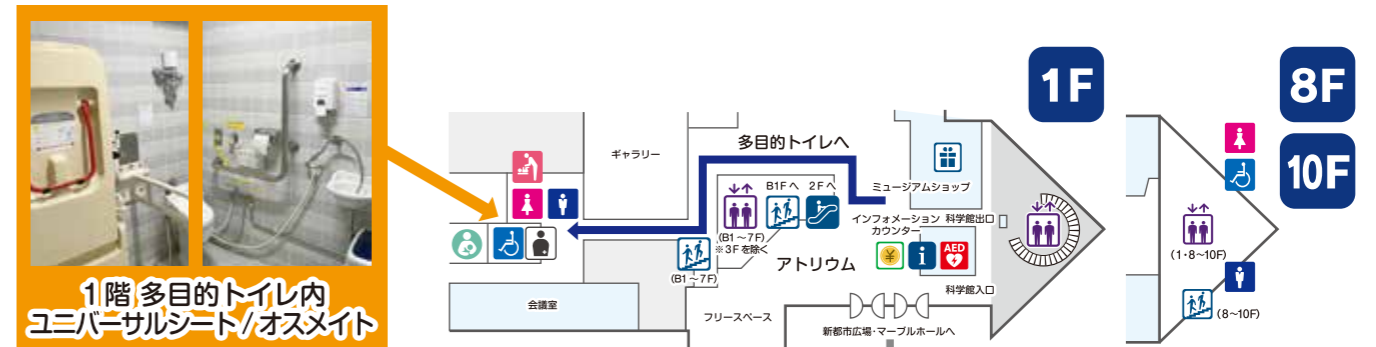 1階 多目的トイレ内
ユニバーサルシート/オスメイト
1F
多目的トイレへ
ギャラリー
B1Fへ
2Fへ
ミュージアムショップ
インフォメーション
カウンター
科学館出口
(B1~7F)
※3Fを除く
AED
(B1~7F)
アトリウム
科学館入口
会議室
フリースペース
新都市広場・マーブルホールへ
8F
10F
(1・8~10F)
(8~10F)